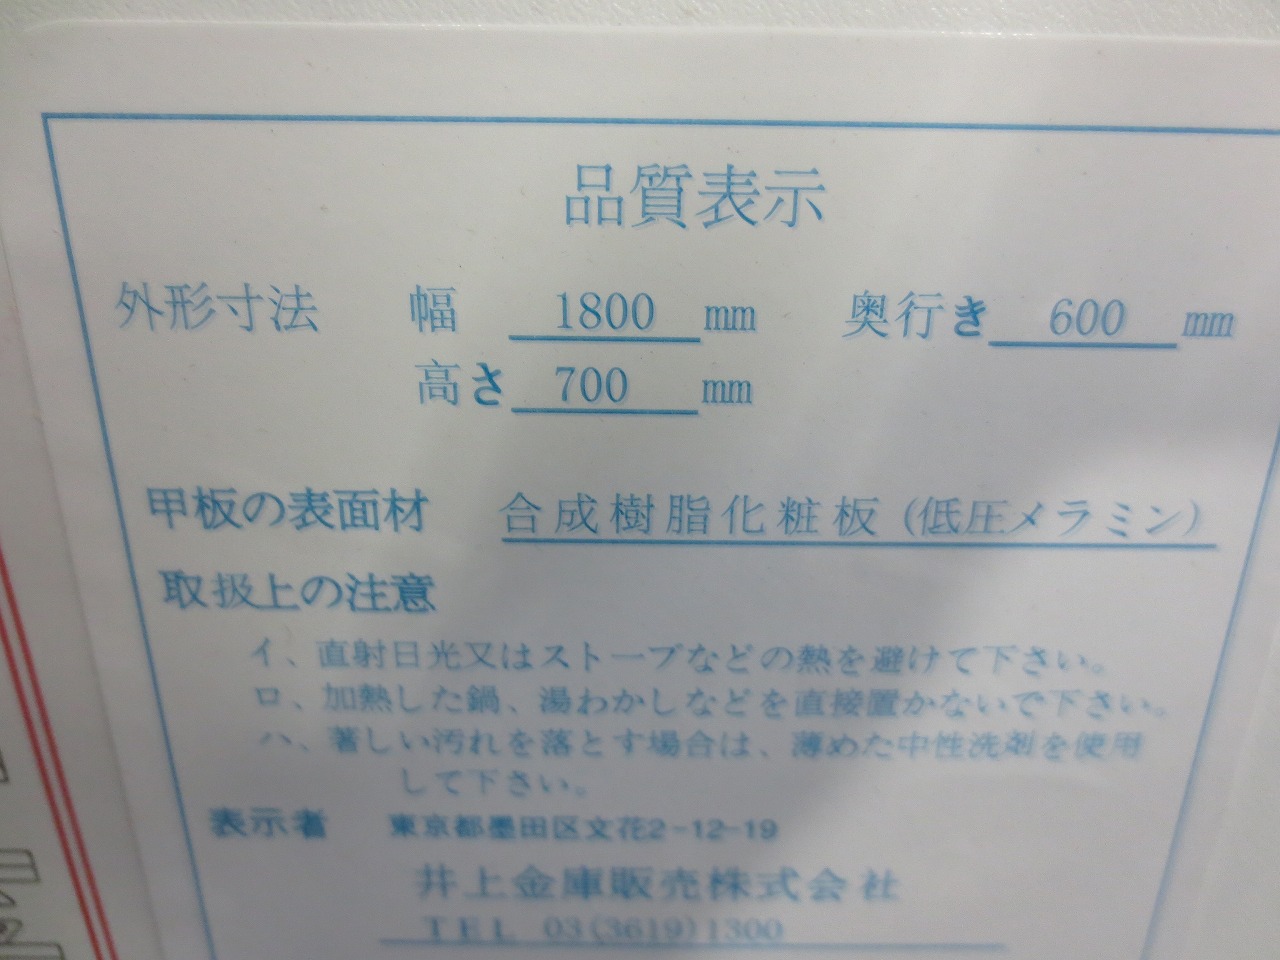 品質表示
外形寸法 幅 1800 mm 奥行き 600 mm
高さ 700 mm
甲板の表面材 合成樹脂化粧板(低圧メラミン)
取扱上の注意
イ、直射日光又はストーブなどの熱を避けて下さい。
ロ、加熱した鍋、湯わかしなどを直接置かないで下さい。
ハ、著しい汚れを落とす場合は、薄めた中性洗剤を使用
して下さい。
表示者 東京都墨田区文花2-12-19
井上金庫販売株式会社
TEL 03(3619)1300